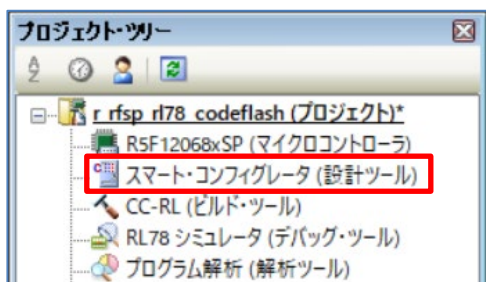 プロジェクト・ツリー
r_rfsp_rl78_codeflash (プロジェクト)*
R5F12068xSP (マイクロコントローラ)
スマート・コンフィグレータ (設計ツール)
CC-RL (ビルド・ツール)
RL78 シミュレータ (デバッグ・ツール)
プログラム解析 (解析ツール)